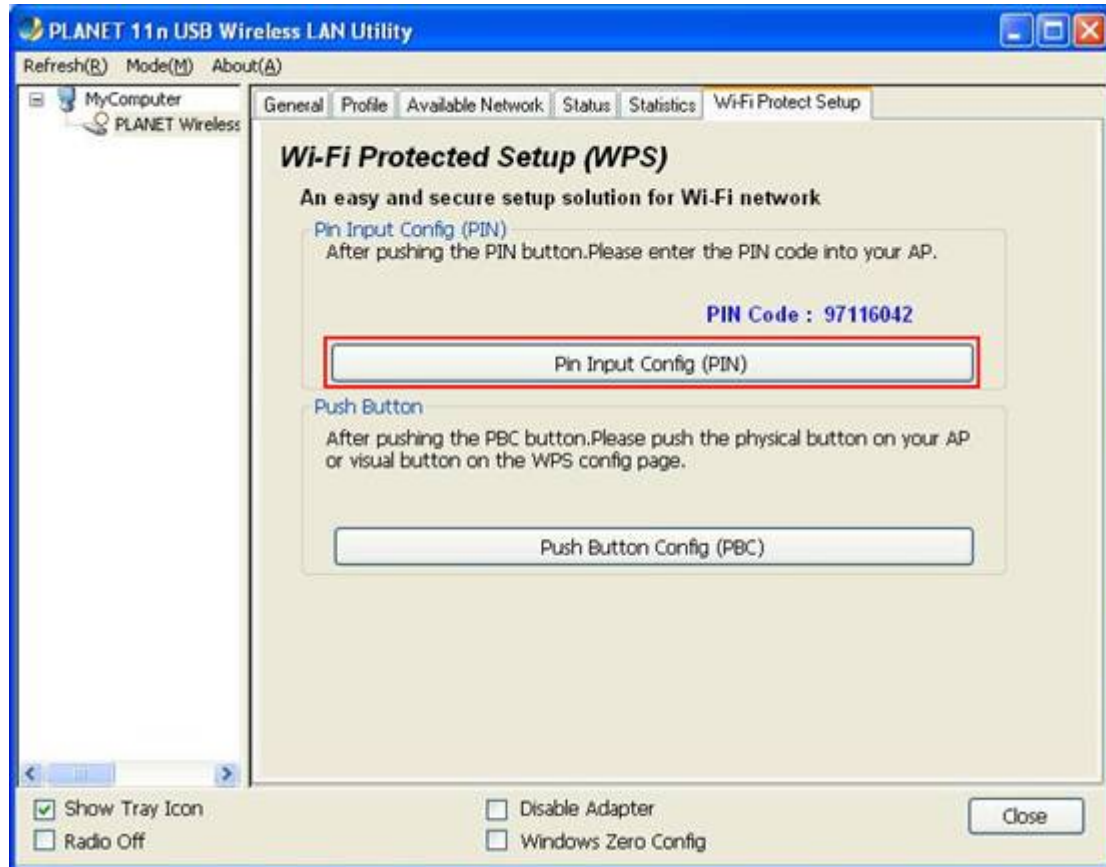 PLANET 11n USB Wireless LAN Utility
Refresh(R) Mode(M) About(A)
MyComputer
PLANET Wireless
General Profile Available Network Status Statistics Wi-Fi Protect Setup
Wi-Fi Protected Setup (WPS)
An easy and secure setup solution for Wi-Fi network
Pin Input Config (PIN)
After pushing the PIN button.Please enter the PIN code into your AP.
PIN Code : 97116042
Pin Input Config (PIN)
Push Button
After pushing the PBC button.Please push the physical button on your AP
or visual button on the WPS config page.
Push Button Config (PBC)
Show Tray Icon
Radio Off
Disable Adapter
Windows Zero Config
Close